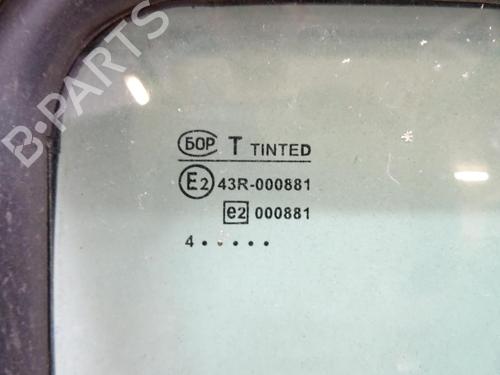 БОР T TINTED
E2 43R-000881
e2 000881
4 • • • • •
B-PARTS